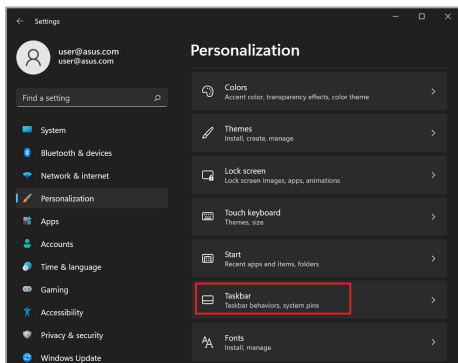 Settings
user@asus.com
user@asus.com
Find a setting
System
Bluetooth & devices
Network & internet
Personalization
Apps
Accounts
Time & language
Gaming
Accessibility
Privacy & security
Windows Update
Personalization
Colors
Accent color, transparency effects, color theme
Themes
Install, create, manage
Lock screen
Lock screen images, apps, animations
Touch keyboard
Themes, size
Start
Recent apps and items, folders
Taskbar
Taskbar behaviors, system pins
Fonts
Install, manage